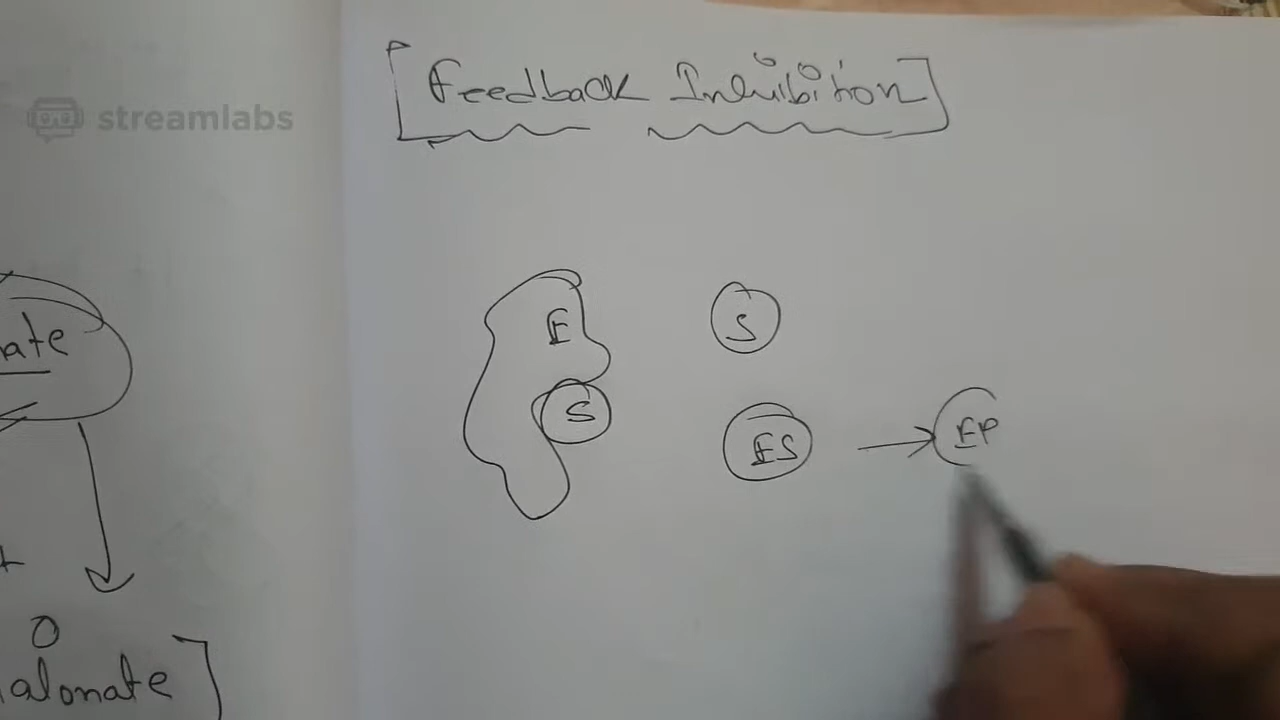 [Feedback Inhibition]
streamlabs
E
S
S
ES → EP
ate
+
O
alonate]